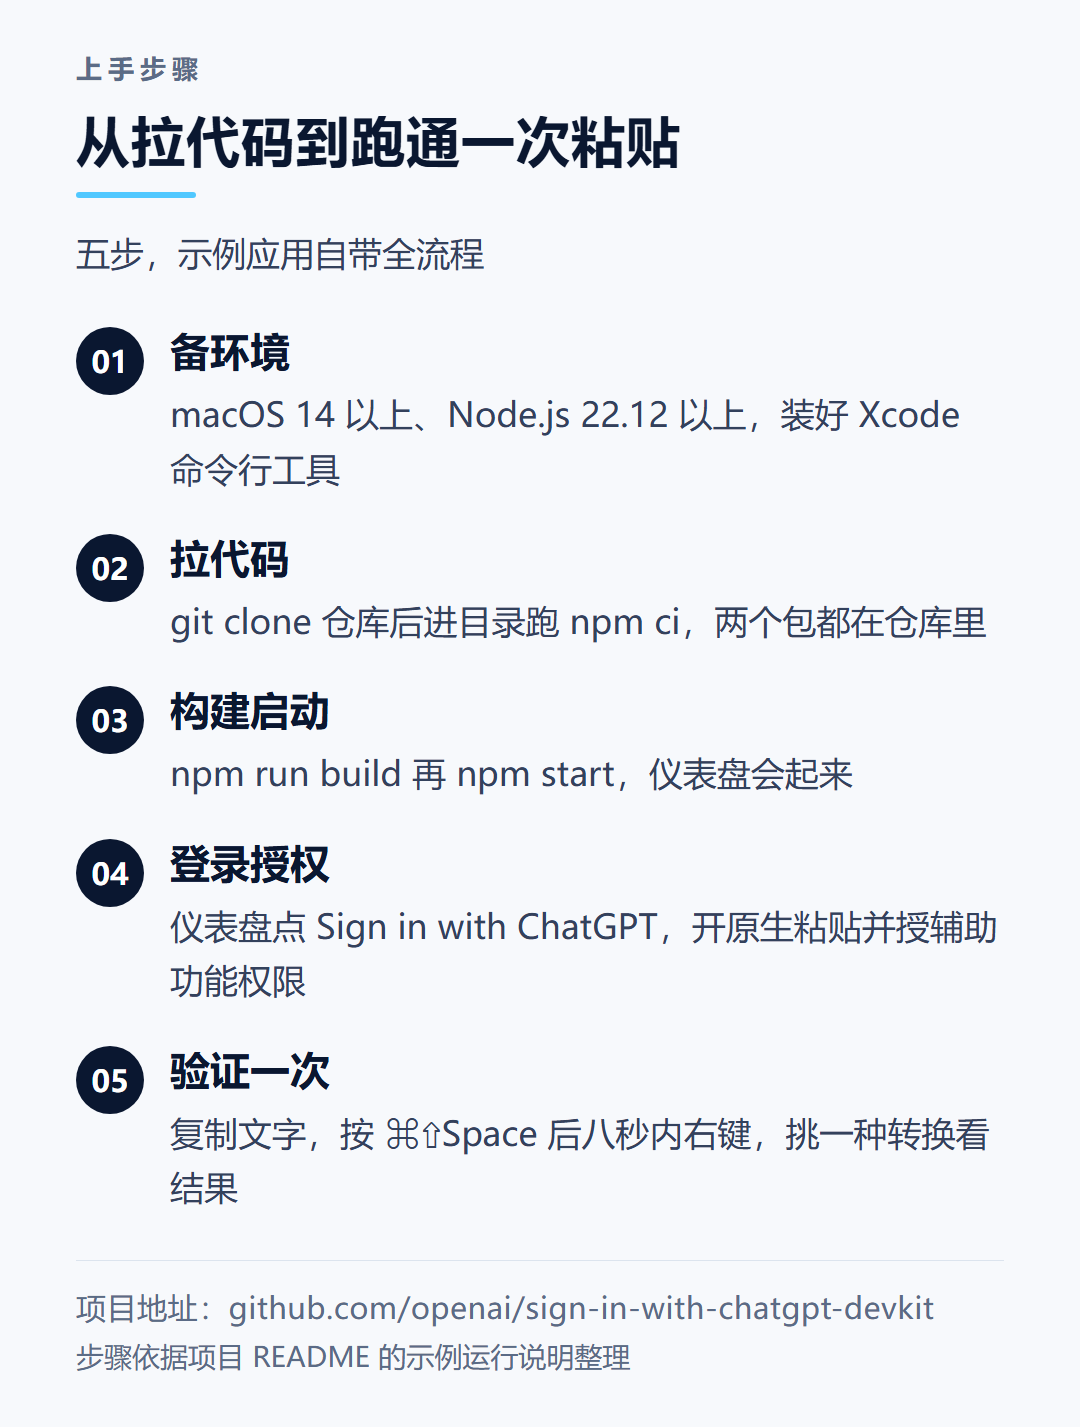 上手步骤
从拉代码到跑通一次粘贴
五步，示例应用自带全流程
01
备环境
macOS 14 以上、Node.js 22.12 以上，装好 Xcode
命令行工具
02
拉代码
git clone 仓库后进目录跑 npm ci，两个包都在仓库里
03
构建启动
npm run build 再 npm start，仪表盘会起来
04
登录授权
仪表盘点 Sign in with ChatGPT，开原生粘贴并授辅助
功能权限
05
验证一次
复制文字，按 ⌘⇧Space 后八秒内右键，挑一种转换看
结果
项目地址：github.com/openai/sign-in-with-chatgpt-devkit
步骤依据项目 README 的示例运行说明整理